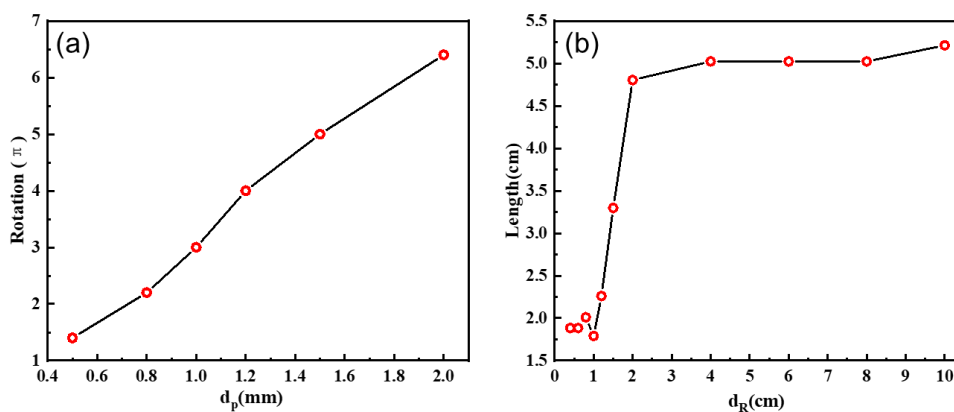 (a)
Rotation (π)
7
6
5
4
3
2
1
0.4 0.6 0.8 1.0 1.2 1.4 1.6 1.8 2.0
dp(mm)
(b)
Length(cm)
5.5
5.0
4.5
4.0
3.5
3.0
2.5
2.0
1.5
0 1 2 3 4 5 6 7 8 9 10
dR(cm)